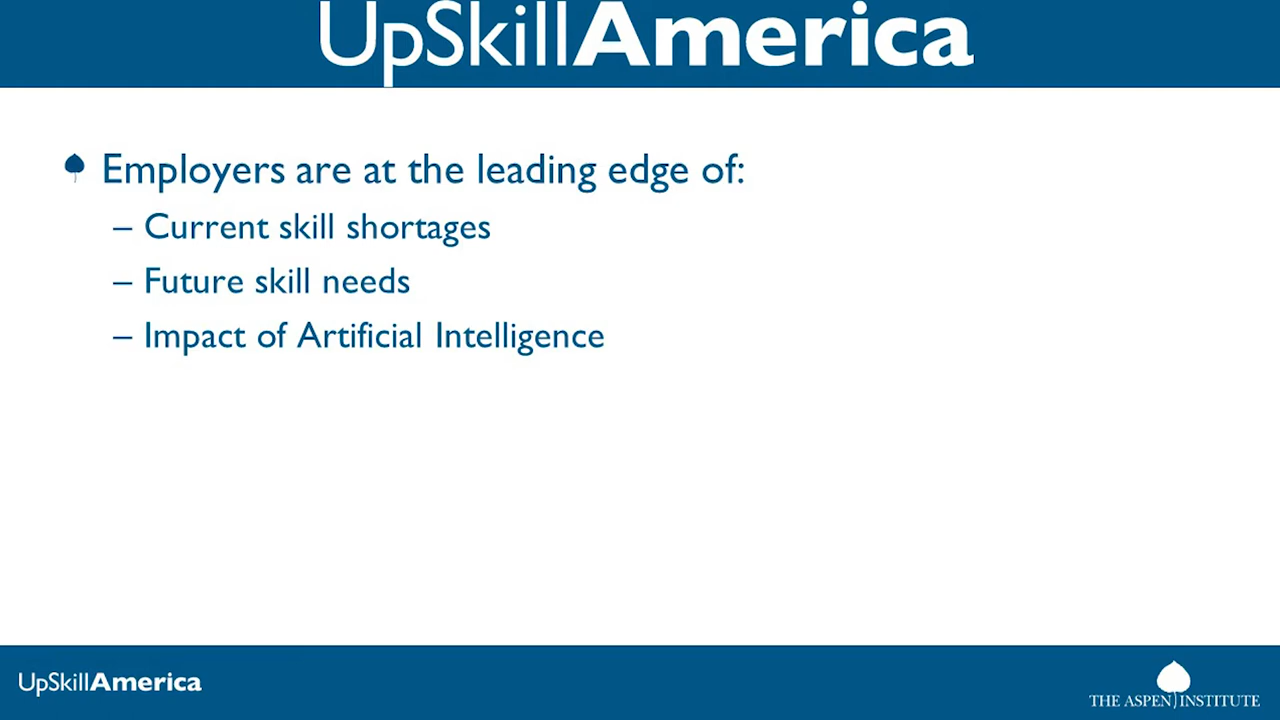 UpSkillAmerica
Employers are at the leading edge of:
– Current skill shortages
– Future skill needs
– Impact of Artificial Intelligence
UpSkillAmerica
THE ASPEN INSTITUTE